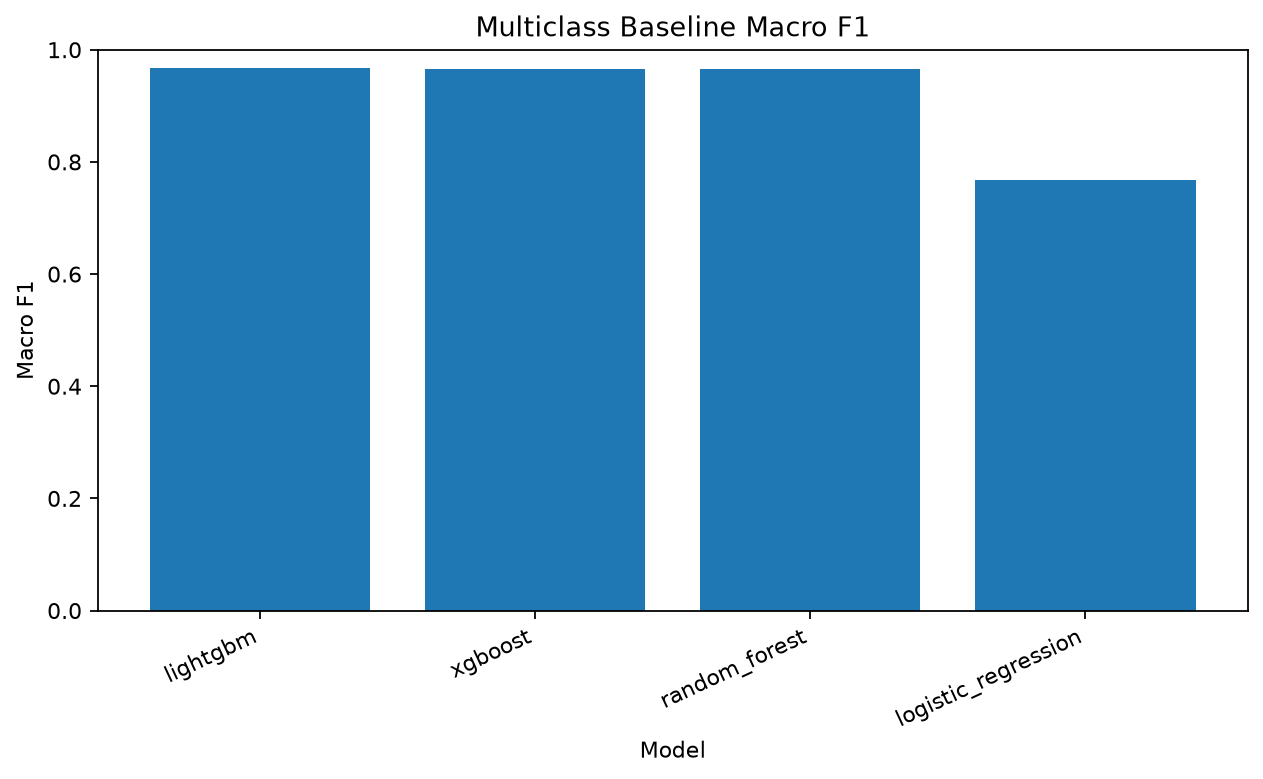 Multiclass Baseline Macro F1
1.0
0.8
0.6
0.4
0.2
0.0
Macro F1
lightgbm
xgboost
random_forest
logistic_regression
Model